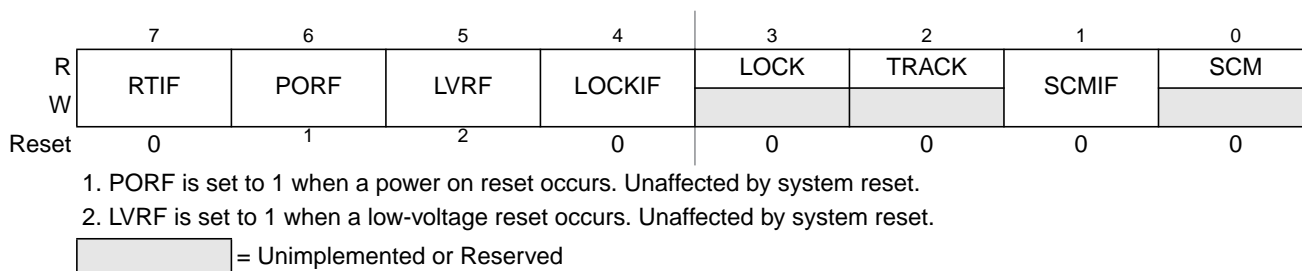 7 6 5 4 3 2 1 0
R RTIF PORF LVRF LOCKIF LOCK TRACK SCMIF SCM
W
Reset 0 1 2 0 0 0 0 0
1. PORF is set to 1 when a power on reset occurs. Unaffected by system reset.
2. LVRF is set to 1 when a low-voltage reset occurs. Unaffected by system reset.
= Unimplemented or Reserved